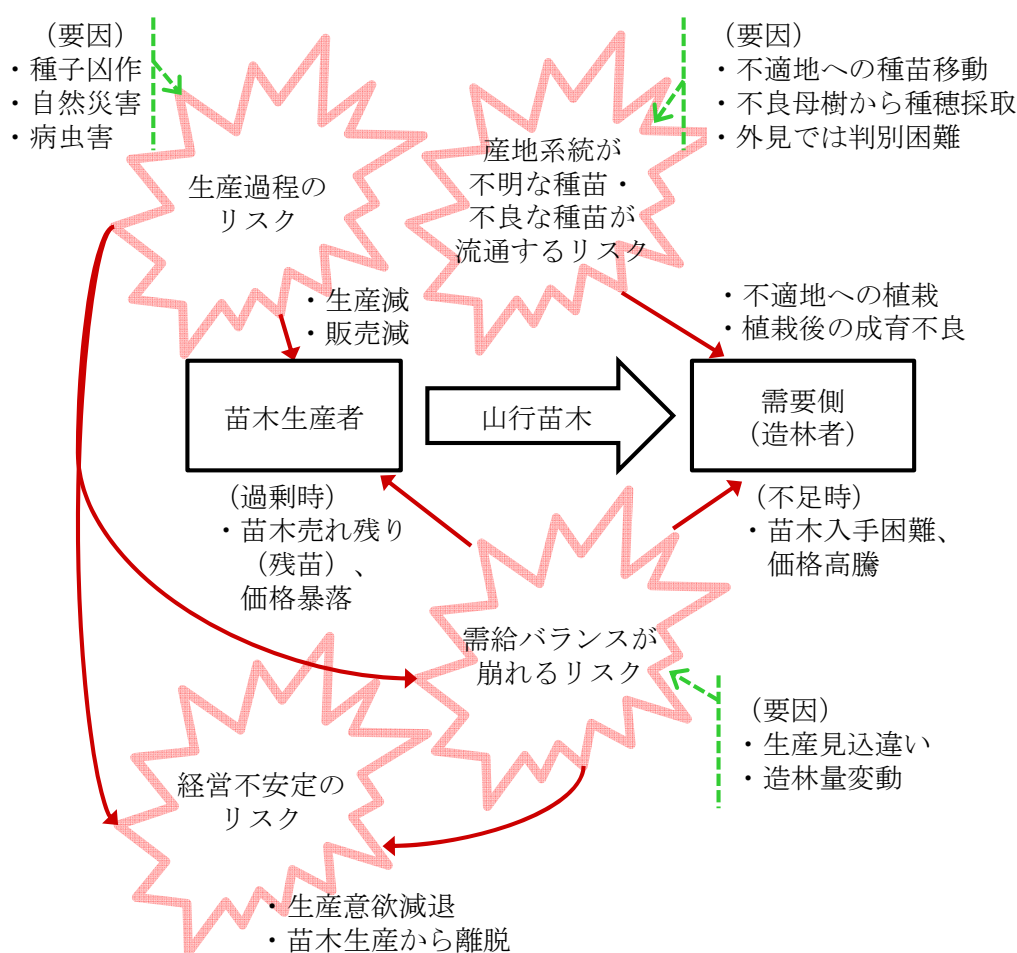 （要因）
・種子凶作
・自然災害
・病虫害
生産過程の
リスク
（要因）
・不適地への種苗移動
・不良母樹から種穂採取
・外見では判別困難
産地系統が
不明な種苗・
不良な種苗が
流通するリスク
・生産減
・販売減
・不適地への植栽
・植栽後の成育不良
苗木生産者
山行苗木
需要側
（造林者）
（過剰時）
・苗木売れ残り
（残苗）、
価格暴落
（不足時）
・苗木入手困難、
価格高騰
需給バランスが
崩れるリスク
（要因）
・生産見込違い
・造林量変動
経営不安定の
リスク
・生産意欲減退
・苗木生産から離脱